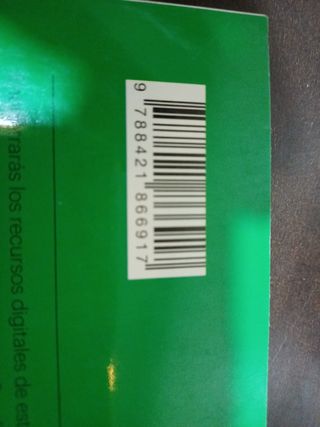 9 788421 866917
rarás los recursos digitales de est